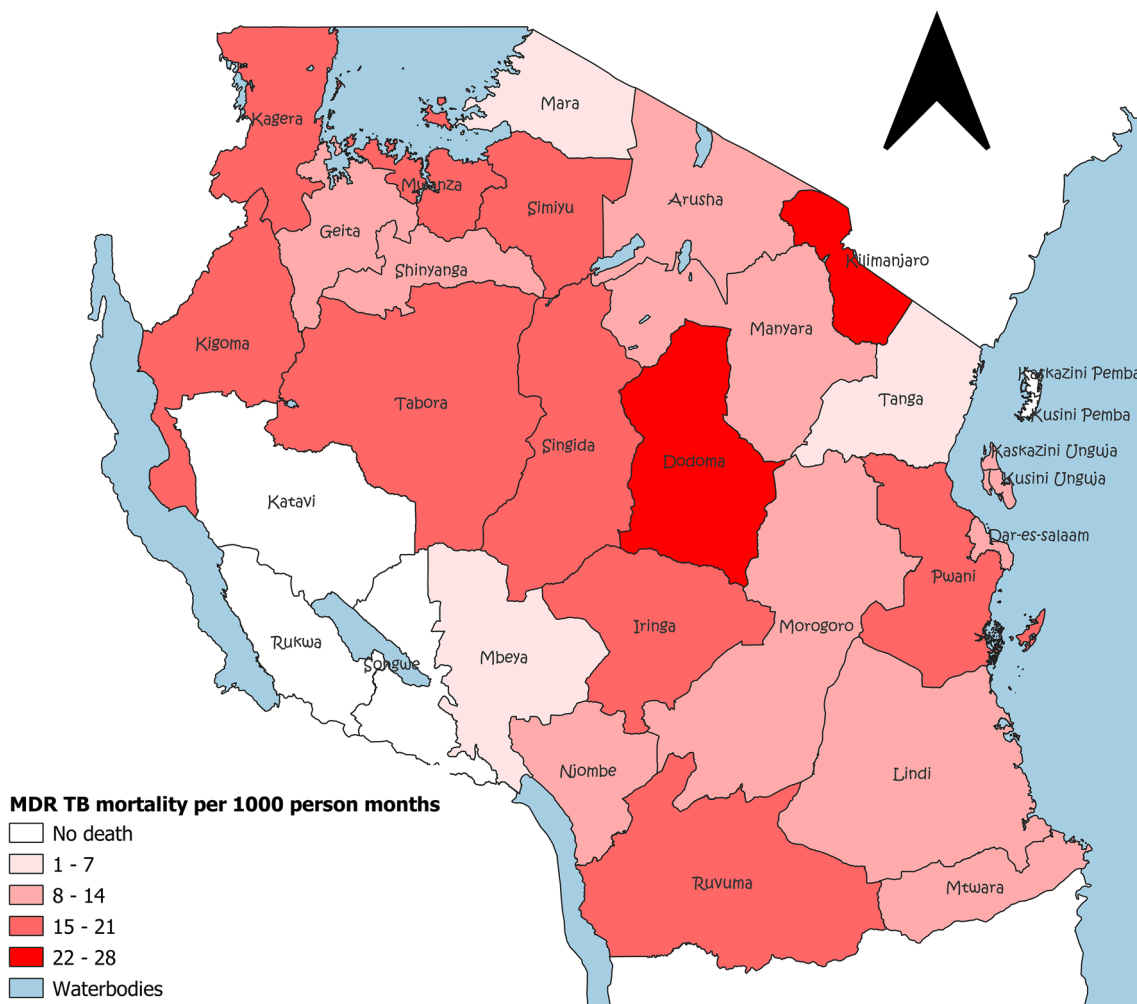 Mara
Kagera
Mwanza
Simiyu
Arusha
Geita
Shinyanga
Kilimanjaro
Kigoma
Manyara
Kaskazini Pemba
Tabora
Tanga
Kusini Pemba
Singida
Dodoma
Kaskazini Unguja
Kusini Unguja
Katavi
Dar-es-salaam
Pwani
Iringa
Morogoro
Rukwa
Mbeya
Songwe
Njombe
Lindi
Ruvuma
Mtwara
MDR TB mortality per 1000 person months
No death
1 - 7
8 - 14
15 - 21
22 - 28
Waterbodies